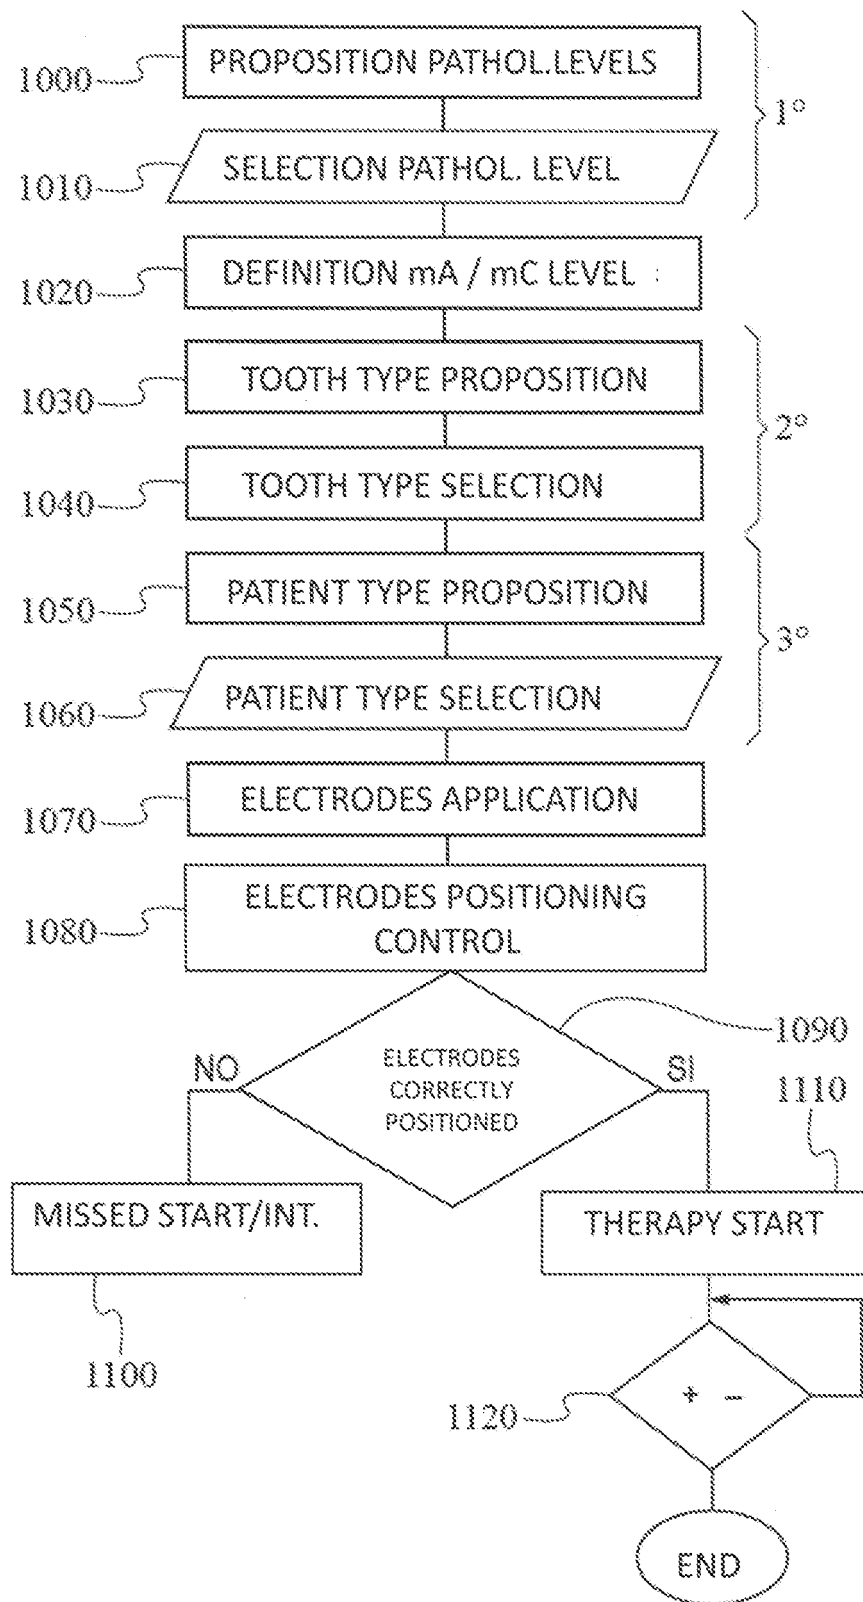 1000
PROPOSITION PATHOL.LEVELS
1°
1010
SELECTION PATHOL. LEVEL
1020
DEFINITION mA / mC LEVEL
1030
TOOTH TYPE PROPOSITION
2°
1040
TOOTH TYPE SELECTION
1050
PATIENT TYPE PROPOSITION
3°
1060
PATIENT TYPE SELECTION
1070
ELECTRODES APPLICATION
1080
ELECTRODES POSITIONING
CONTROL
1090
ELECTRODES
CORRECTLY
POSITIONED
NO
SI
1110
MISSED START/INT.
THERAPY START
1100
1120
+ -
END